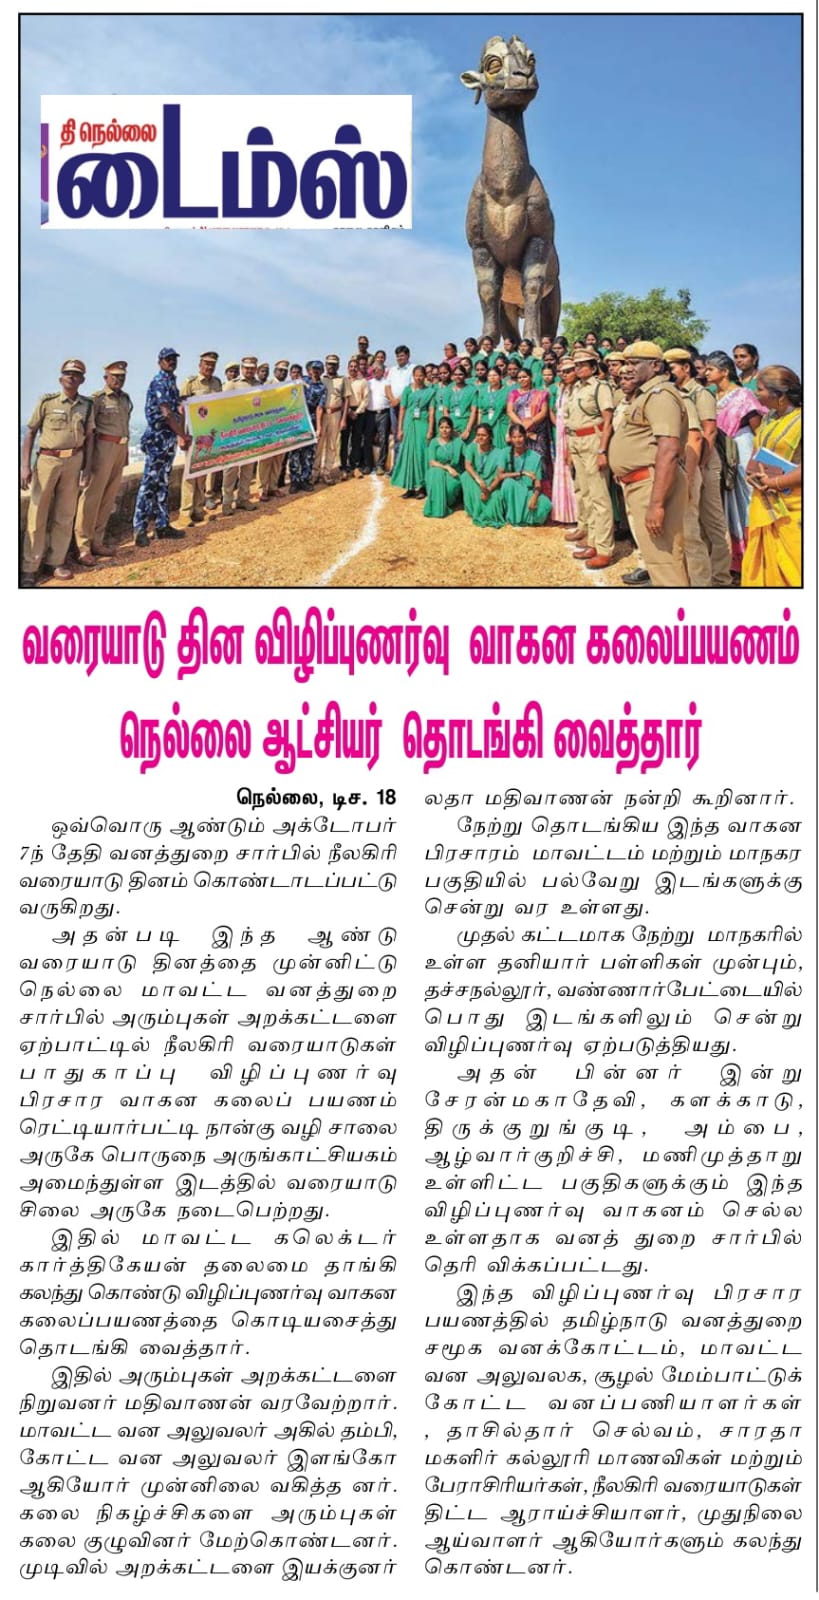 தி நெல்லை
டைம்ஸ்
வரையாடு தின விழிப்புணர்வு வாகன கலைப்பயணம்
நெல்லை ஆட்சியர் தொடங்கி வைத்தார்
நெல்லை, டிச. 18
ஒவ்வொரு ஆண்டும் அக்டோபர்
7ந் தேதி வனத்துறை சார்பில் நீலகிரி
வரையாடு தினம் கொண்டாடப்பட்டு
வருகிறது.
அதன்படி இந்த ஆண்டு
வரையாடு தினத்தை முன்னிட்டு
நெல்லை மாவட்ட வனத்துறை
சார்பில் அரும்புகள் அறக்கட்டளை
ஏற்பாட்டில் நீலகிரி வரையாடுகள்
பாதுகாப்பு விழிப்புணர்வு
பிரசார வாகன கலைப் பயணம்
ரெட்டியார்பட்டி நான்கு வழி சாலை
அருகே பொருநை அருங்காட்சியகம்
அமைந்துள்ள இடத்தில் வரையாடு
சிலை அருகே நடைபெற்றது.
இதில் மாவட்ட கலெக்டர்
கார்த்திகேயன் தலைமை தாங்கி
கலந்து கொண்டு விழிப்புணர்வு வாகன
கலைப்பயணத்தை கொடியசைத்து
தொடங்கி வைத்தார்.
இதில் அரும்புகள் அறக்கட்டளை
நிறுவனர் மதிவாணன் வரவேற்றார்.
மாவட்ட வன அலுவலர் அகில் தம்பி,
கோட்ட வன அலுவலர் இளங்கோ
ஆகியோர் முன்னிலை வகித்த னர்.
கலை நிகழ்ச்சிகளை அரும்புகள்
கலை குழுவினர் மேற்கொண்டனர்.
முடிவில் அறக்கட்டளை இயக்குனர்
லதா மதிவாணன் நன்றி கூறினார்.
நேற்று தொடங்கிய இந்த வாகன
பிரசாரம் மாவட்டம் மற்றும் மாநகர
பகுதியில் பல்வேறு இடங்களுக்கு
சென்று வர உள்ளது.
முதல் கட்டமாக நேற்று மாநகரில்
உள்ள தனியார் பள்ளிகள் முன்பும்,
தச்சநல்லூர், வண்ணார்பேட்டையில்
பொது இடங்களிலும் சென்று
விழிப்புணர்வு ஏற்படுத்தியது.
அதன் பின்னர் இன்று
சேரன்மகாதேவி, களக்காடு,
திருக்குறுங்குடி, அம்பை,
ஆழ்வார்குறிச்சி, மணிமுத்தாறு
உள்ளிட்ட பகுதிகளுக்கும் இந்த
விழிப்புணர்வு வாகனம் செல்ல
உள்ளதாக வனத் துறை சார்பில்
தெரி விக்கப்பட்டது.
இந்த விழிப்புணர்வு பிரசார
பயணத்தில் தமிழ்நாடு வனத்துறை
சமூக வனக்கோட்டம், மாவட்ட
வன அலுவலக, சூழல் மேம்பாட்டுக்
கோட்ட வனப்பணியாளர்கள்
, தாசில்தார் செல்வம், சாரதா
மகளிர் கல்லூரி மாணவிகள் மற்றும்
பேராசிரியர்கள், நீலகிரி வரையாடுகள்
திட்ட ஆராய்ச்சியாளர், முதுநிலை
ஆய்வாளர் ஆகியோர்களும் கலந்து
கொண்டனர்.